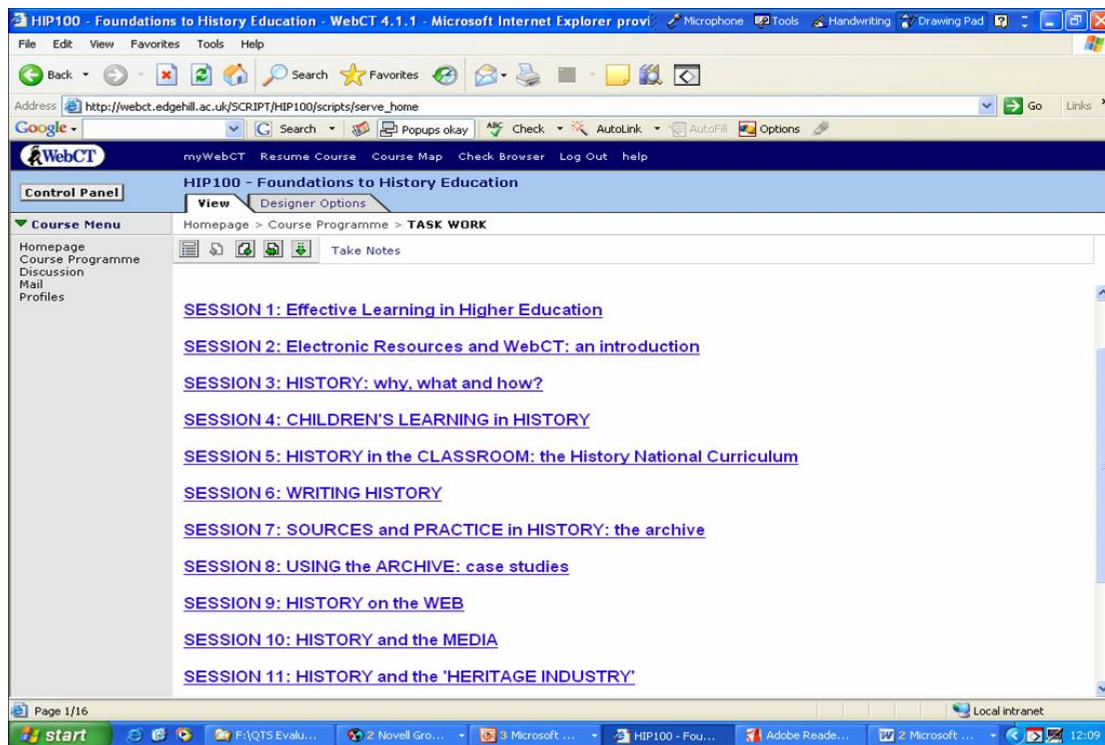 HIP100 - Foundations to History Education - WebCT 4.1.1 - Microsoft Internet Explorer provi
Microphone Tools Handwriting Drawing Pad
File Edit View Favorites Tools Help
Back Search Favorites
Address http://webct.edgehill.ac.uk/SCRIPT/HIP100/scripts/serve_home Go Links
Google Search Popups okay Check AutoLink AutoFill Options
WebCT myWebCT Resume Course Course Map Check Browser Log Out help
Control Panel
HIP100 - Foundations to History Education
View Designer Options
Course Menu
Homepage > Course Programme > TASK WORK
Homepage
Course Programme
Discussion
Mail
Profiles
Take Notes
SESSION 1: Effective Learning in Higher Education
SESSION 2: Electronic Resources and WebCT: an introduction
SESSION 3: HISTORY: why, what and how?
SESSION 4: CHILDREN'S LEARNING in HISTORY
SESSION 5: HISTORY in the CLASSROOM: the History National Curriculum
SESSION 6: WRITING HISTORY
SESSION 7: SOURCES and PRACTICE in HISTORY: the archive
SESSION 8: USING the ARCHIVE: case studies
SESSION 9: HISTORY on the WEB
SESSION 10: HISTORY and the MEDIA
SESSION 11: HISTORY and the 'HERITAGE INDUSTRY'
Page 1/16 Local intranet
start F:\QTS Evalu... 2 Novell Gro... 3 Microsoft ... HIP100 - Fou... Adobe Reade... 2 Microsoft ... 12:09